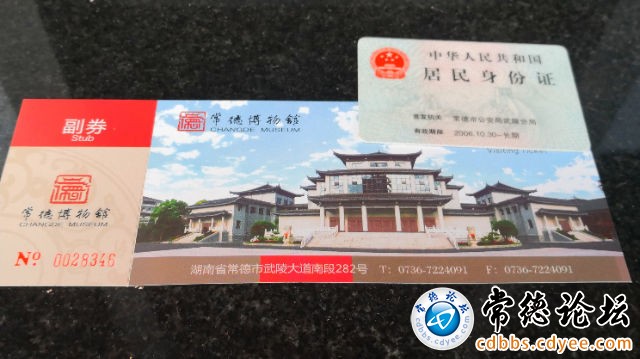 中华人民共和国
居民身份证
签发机关 常德市公安局武陵分局
有效期限 2006.10.30-长期
副券
Stub
常德博物館
CHANGDE MUSEUM
Visiting Ticket
常德博物館
CHANGDE MUSEUM
Nº 0028346
湖南省常德市武陵大道南段282号 T: 0736-7224091 F: 0736-7224091
常德论坛
cdbbs.cdyee.com